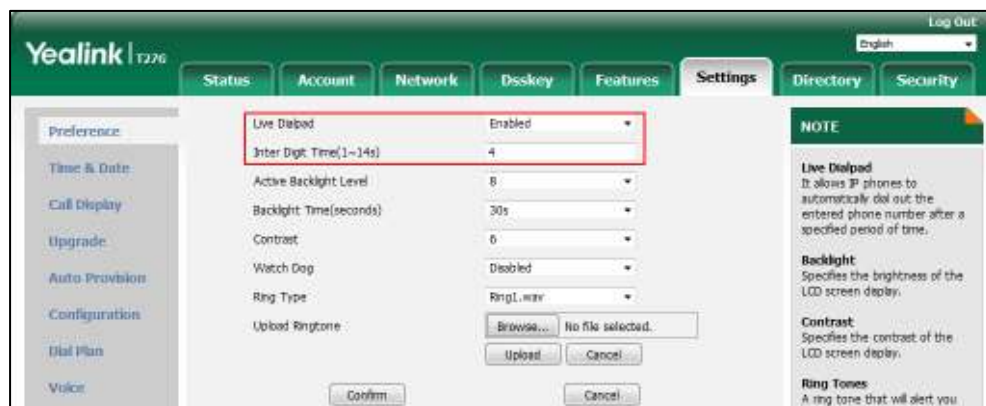 Log Out
Yealink T27G
English
Status Account Network Dsskey Features Settings Directory Security
Preference
Time & Date
Call Display
Upgrade
Auto Provision
Configuration
Dial Plan
Voice
Live Dialpad Enabled
Inter Digit Time(1~14s) 4
Active Backlight Level 8
Backlight Time(seconds) 30s
Contrast 6
Watch Dog Disabled
Ring Type Ring1.wav
Upload Ringtone Browse... No file selected.
Upload Cancel
Confirm Cancel
NOTE
Live Dialpad
It allows IP phones to
automatically dial out the
entered phone number after a
specified period of time.
Backlight
Specifies the brightness of the
LCD screen display.
Contrast
Specifies the contrast of the
LCD screen display.
Ring Tones
A ring tone that will alert you